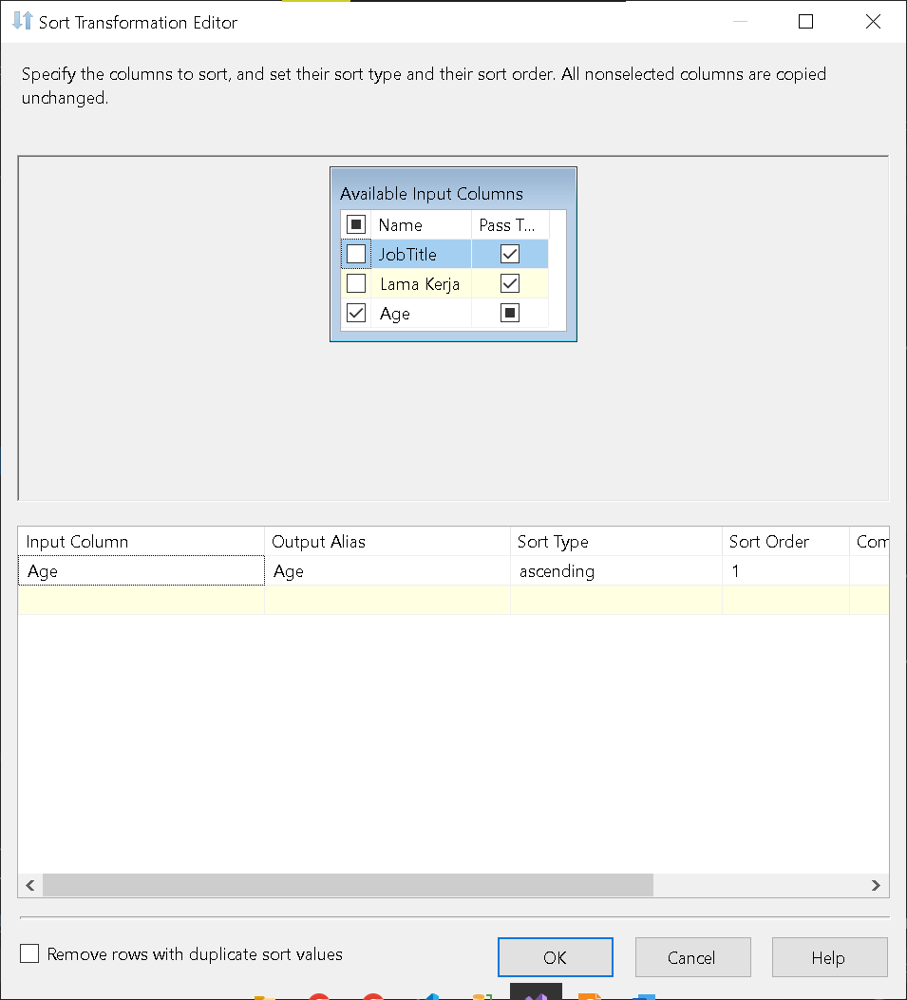 Sort Transformation Editor
Specify the columns to sort, and set their sort type and their sort order. All nonselected columns are copied
unchanged.
Available Input Columns
Name Pass T...
JobTitle
Lama Kerja
Age
Input Column Output Alias Sort Type Sort Order Com
Age Age ascending 1
Remove rows with duplicate sort values OK Cancel Help